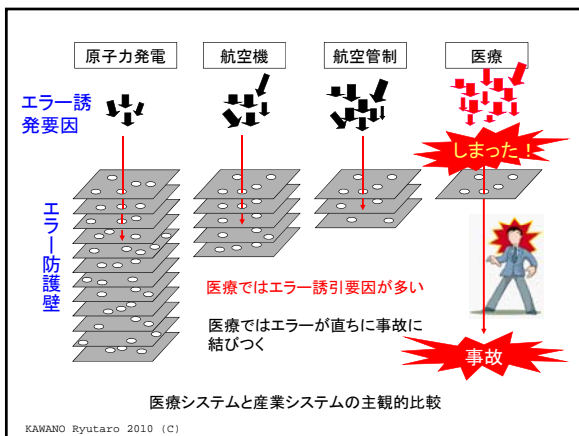 原子力発電
航空機
航空管制
医療
エラー誘
発要因
しまった！
エラー防護壁
医療ではエラー誘引要因が多い
医療ではエラーが直ちに事故に
結びつく
事故
医療システムと産業システムの主観的比較
KAWANO Ryutaro 2010 (C)